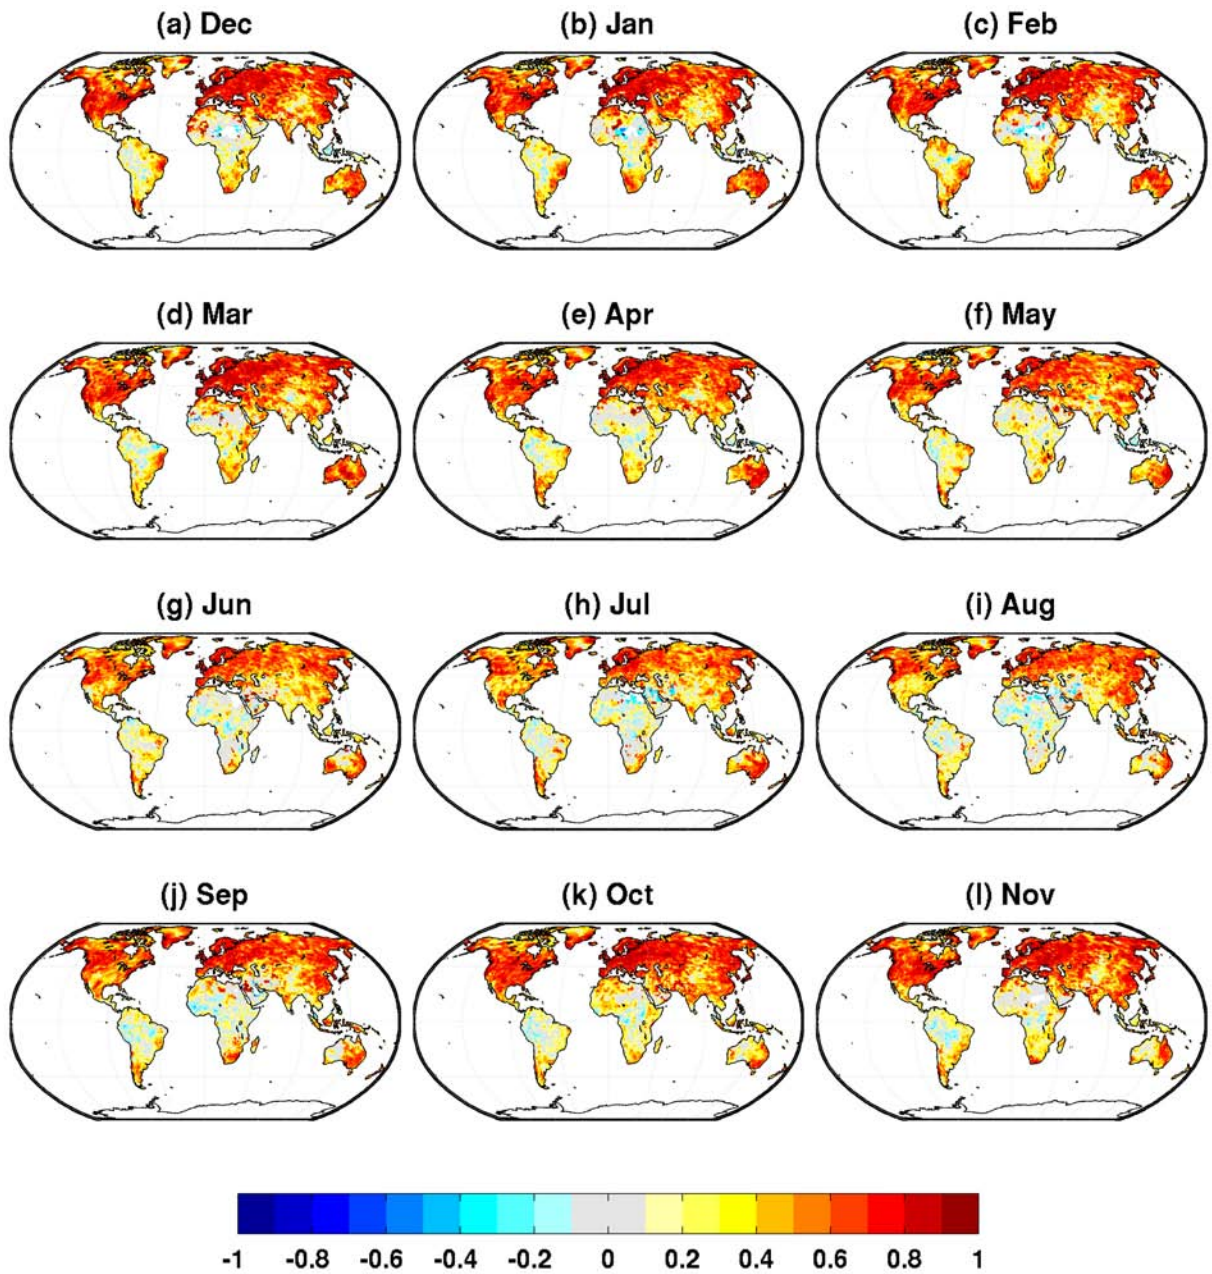 (a) Dec (b) Jan (c) Feb
(d) Mar (e) Apr (f) May
(g) Jun (h) Jul (i) Aug
(j) Sep (k) Oct (l) Nov
-1 -0.8 -0.6 -0.4 -0.2 0 0.2 0.4 0.6 0.8 1